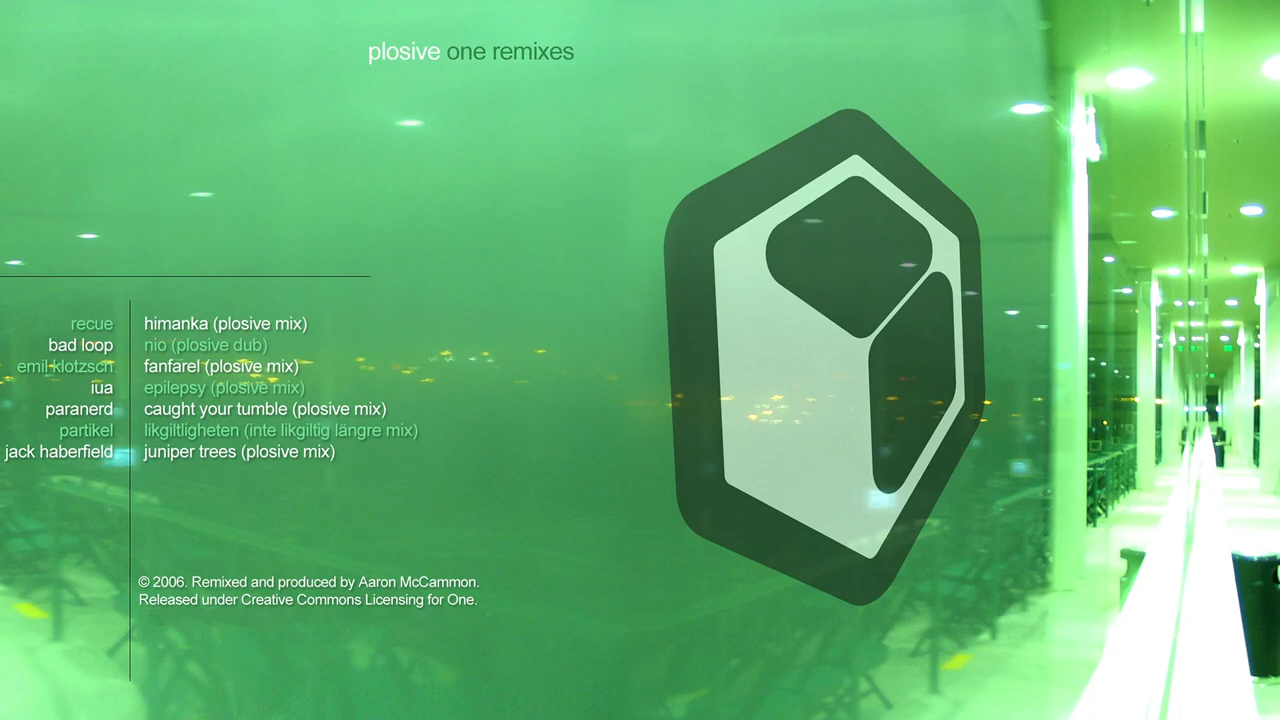 plosive one remixes
recue himanka (plosive mix)
bad loop nio (plosive dub)
emil klotzsch fanfarel (plosive mix)
iua epilepsy (plosive mix)
paranerd caught your tumble (plosive mix)
partikel likgiltligheten (inte likgiltig längre mix)
jack haberfield juniper trees (plosive mix)
© 2006. Remixed and produced by Aaron McCammon.
Released under Creative Commons Licensing for One.